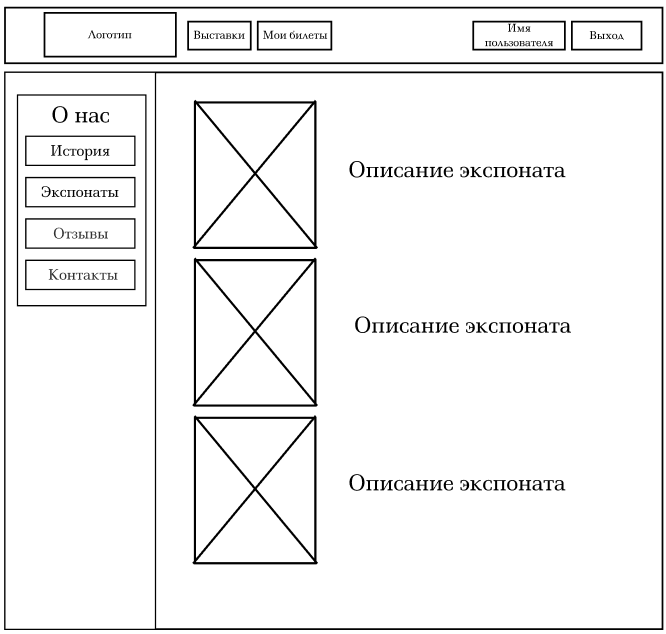 Логотип
Выставки
Мои билеты
Имя
пользователя
Выход
О нас
История
Экспонаты
Отзывы
Контакты
Описание экспоната
Описание экспоната
Описание экспоната